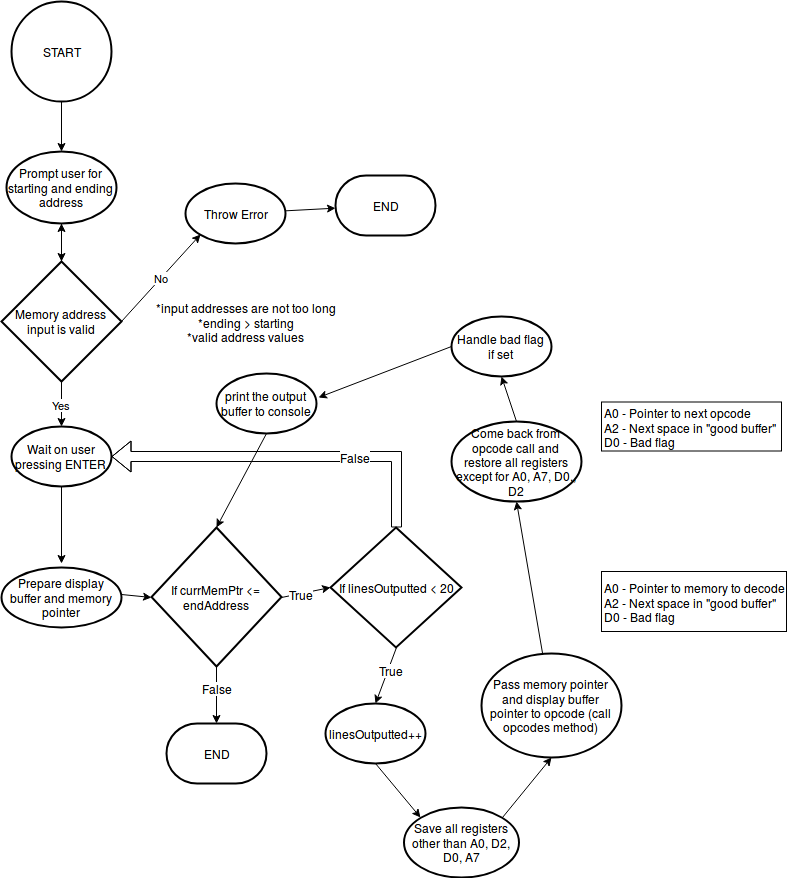 START
Prompt user for
starting and ending
address
Throw Error
END
No
Memory address
input is valid
*input addresses are not too long
*ending > starting
*valid address values
Handle bad flag
if set
print the output
buffer to console
Yes
A0 - Pointer to next opcode
A2 - Next space in "good buffer"
D0 - Bad flag
Wait on user
pressing ENTER
False
Come back from
opcode call and
restore all registers
except for A0, A7, D0,,
D2
Prepare display
buffer and memory
pointer
If currMemPtr <=
endAddress
True
If linesOutputted < 20
A0 - Pointer to memory to decode
A2 - Next space in "good buffer"
D0 - Bad flag
False
True
END
linesOutputted++
Pass memory pointer
and display buffer
pointer to opcode (call
opcodes method)
Save all registers
other than A0, D2,
D0, A7